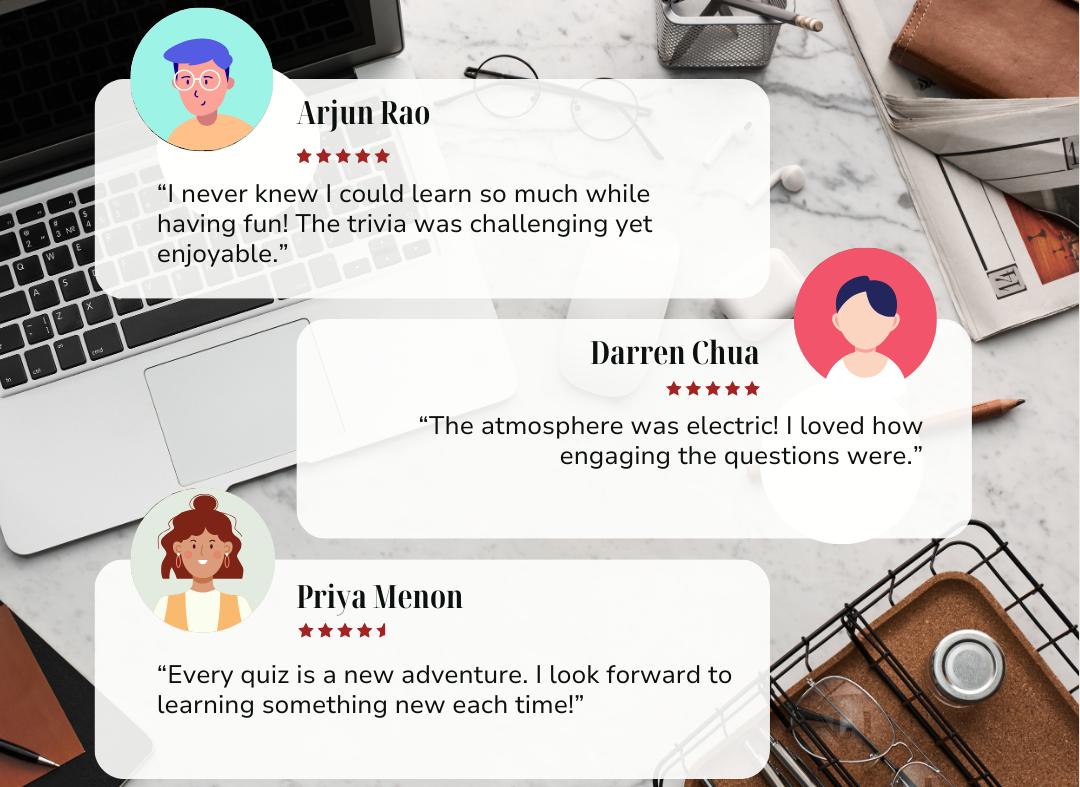 Arjun Rao
“I never knew I could learn so much while
having fun! The trivia was challenging yet
enjoyable.”
Darren Chua
“The atmosphere was electric! I loved how
engaging the questions were.”
Priya Menon
“Every quiz is a new adventure. I look forward to
learning something new each time!”